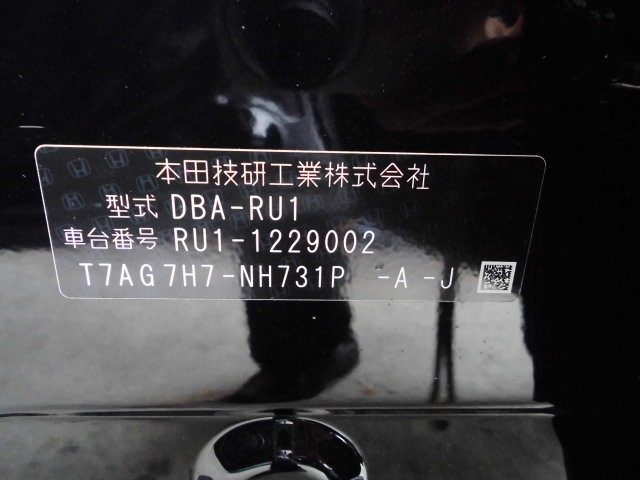 本田技研工業株式会社
型式 DBA-RU1
車台番号 RU1-1229002
T7AG7H7-NH731P -A -J